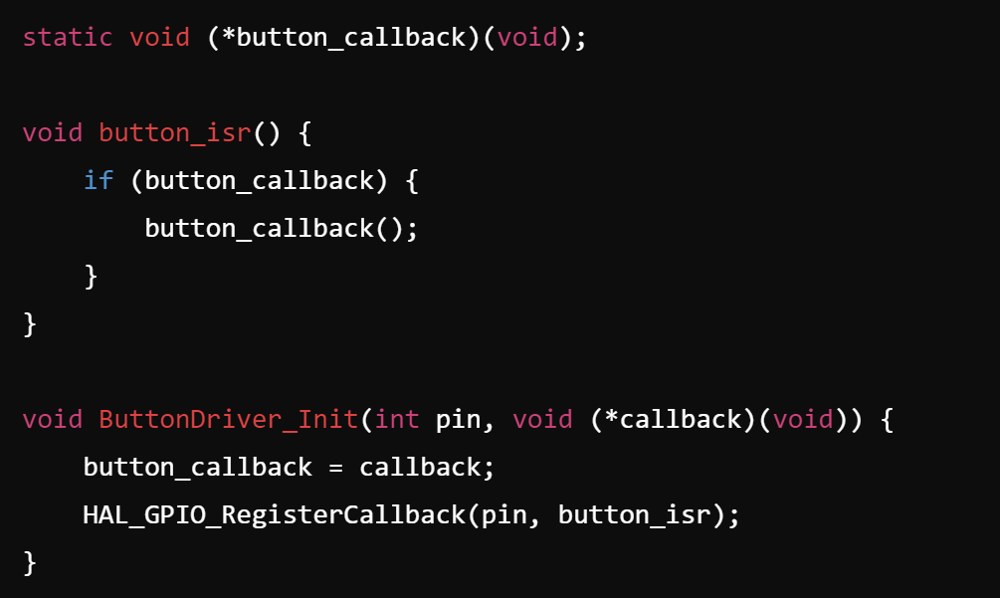 static void (*button_callback)(void);
void button_isr() {
    if (button_callback) {
        button_callback();
    }
}
void ButtonDriver_Init(int pin, void (*callback)(void)) {
    button_callback = callback;
    HAL_GPIO_RegisterCallback(pin, button_isr);
}